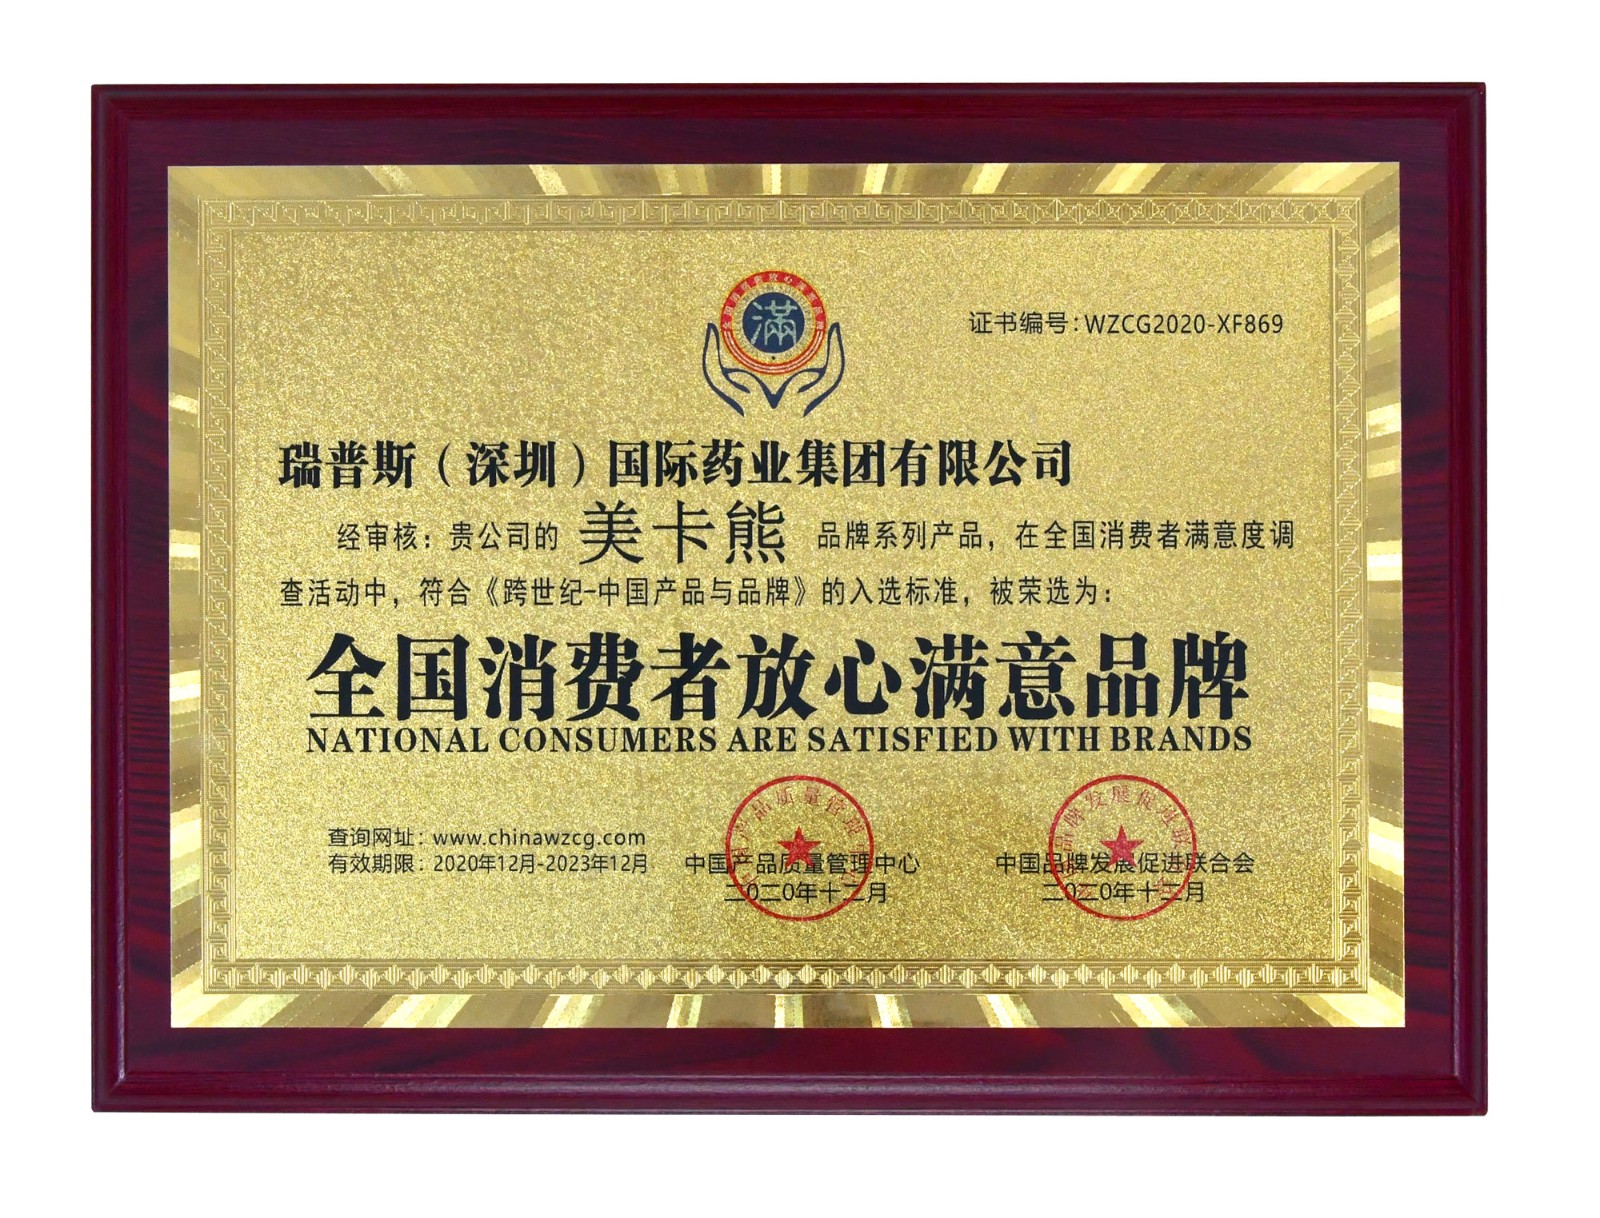 满
证书编号：WZCG2020-XF869
瑞普斯（深圳）国际药业集团有限公司
经审核：贵公司的 美卡熊 品牌系列产品，在全国消费者满意度调
查活动中，符合《跨世纪-中国产品与品牌》的入选标准，被荣选为：
全国消费者放心满意品牌
NATIONAL CONSUMERS ARE SATISFIED WITH BRANDS
查询网址：www.chinawzcg.com
有效期限：2020年12月-2023年12月
中国产品质量管理中心
二〇二〇年十二月
中国品牌发展促进联合会
二〇二〇年十二月